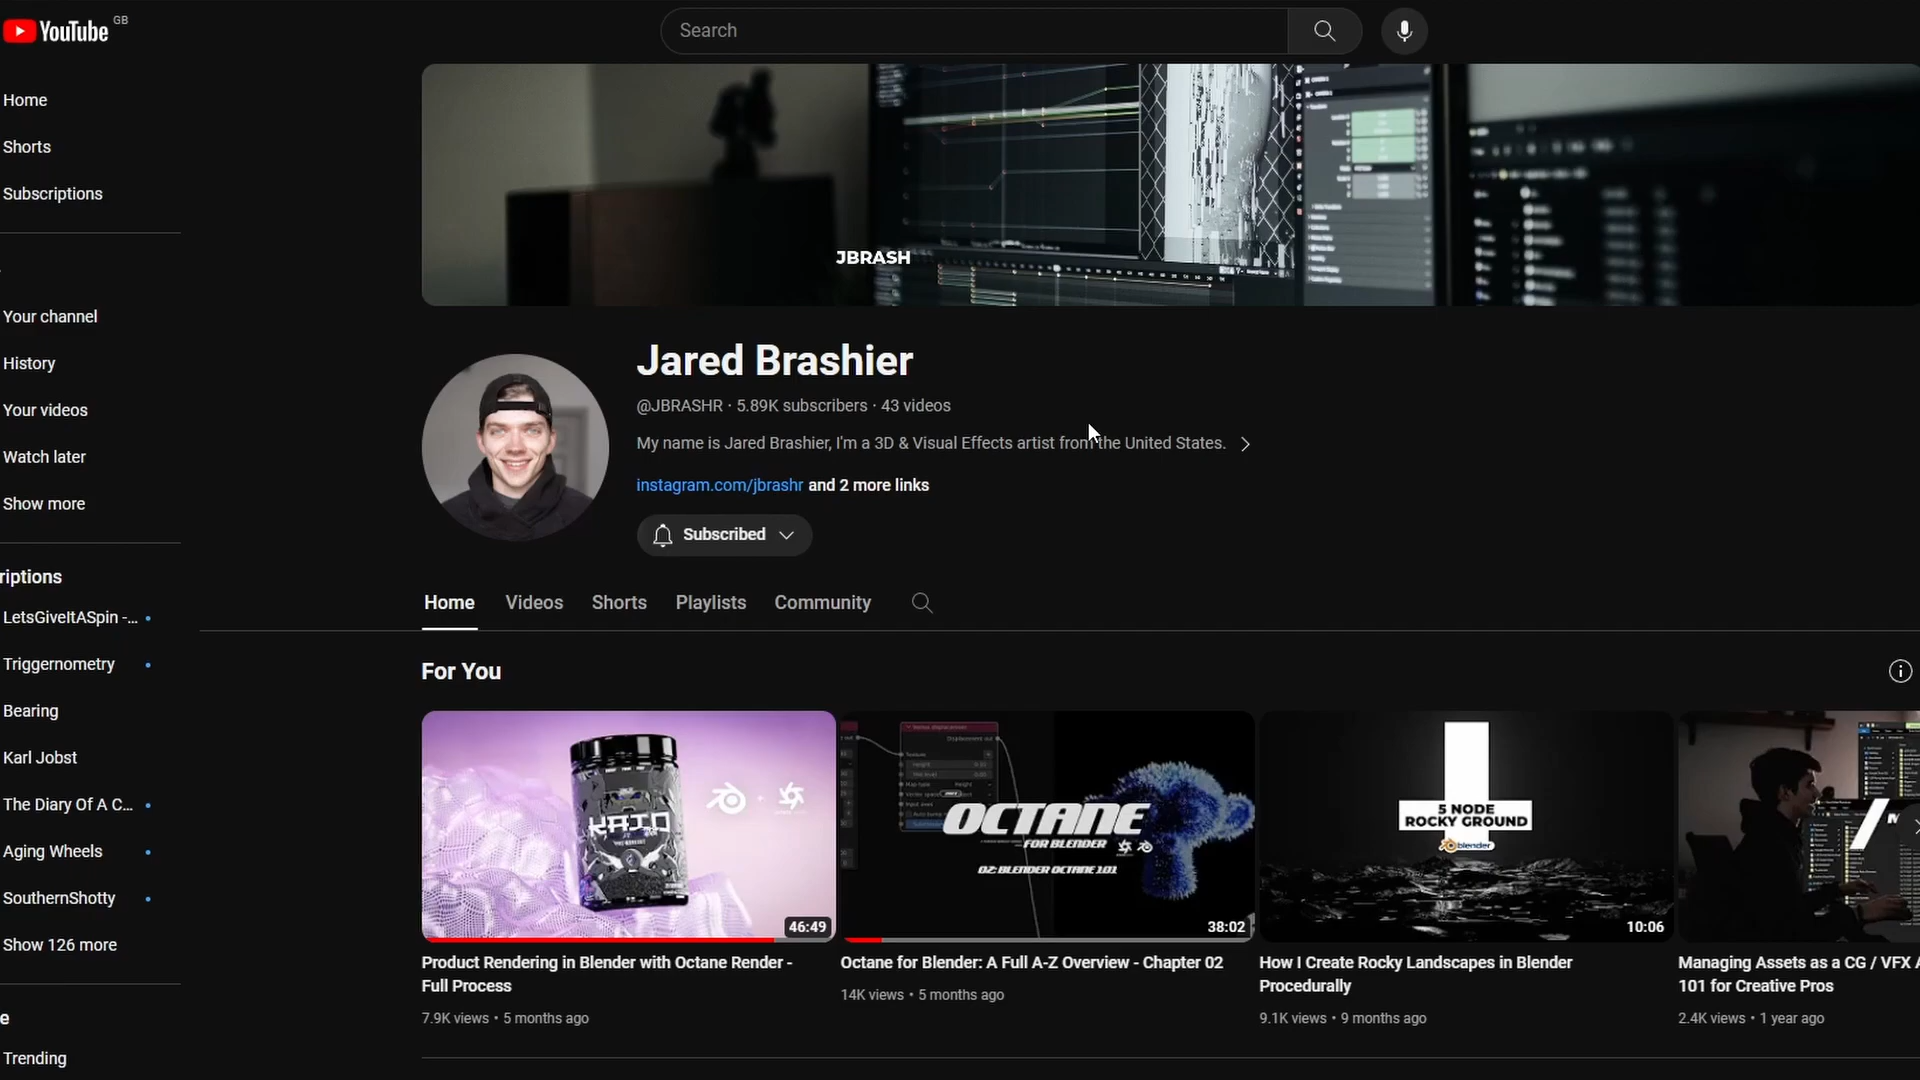 YouTube GB
Search
Home
Shorts
Subscriptions
Your channel
History
Your videos
Watch later
Show more
riptions
LetsGiveItASpin -...
Triggernometry
Bearing
Karl Jobst
The Diary Of A C...
Aging Wheels
SouthernShotty
Show 126 more
e
Trending
JBRASH
Jared Brashier
@JBRASHR · 5.89K subscribers · 43 videos
My name is Jared Brashier, I'm a 3D & Visual Effects artist from the United States.
instagram.com/jbrashr and 2 more links
Subscribed
Home Videos Shorts Playlists Community
For You
KAIO
46:49
Product Rendering in Blender with Octane Render -
Full Process
7.9K views • 5 months ago
OCTANE
FOR BLENDER
02: BLENDER OCTANE 101
38:02
Octane for Blender: A Full A-Z Overview - Chapter 02
14K views • 5 months ago
5 NODE
ROCKY GROUND
blender
10:06
How I Create Rocky Landscapes in Blender
Procedurally
9.1K views • 9 months ago
Managing Assets as a CG / VFX A
101 for Creative Pros
2.4K views • 1 year ago